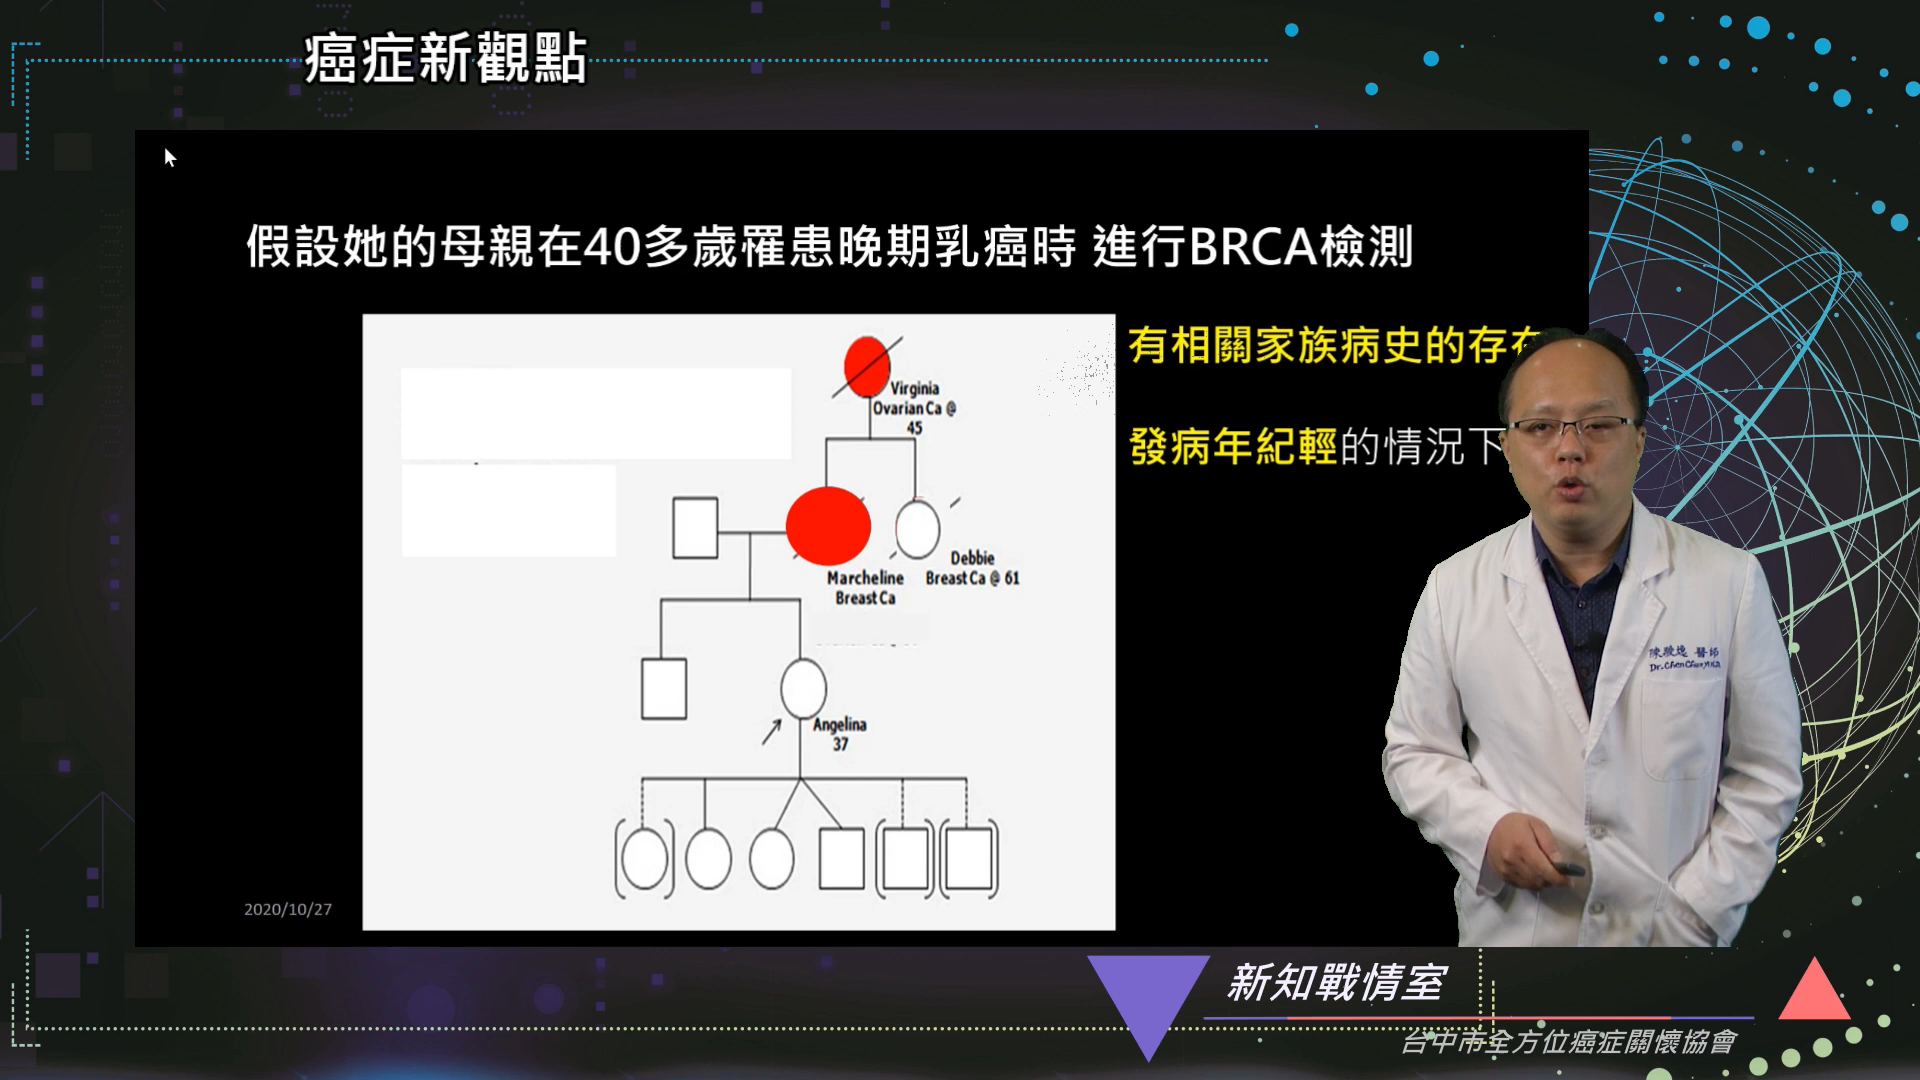 癌症新觀點
假設她的母親在40多歲罹患晚期乳癌時 進行BRCA檢測
有相關家族病史的存在
發病年紀輕的情況下
Virginia
Ovarian Ca @
45
Marcheline
Breast Ca
Debbie
Breast Ca @ 61
Angelina
37
陳駿逸 醫師
2020/10/27
新知戰情室
台中市全方位癌症關懷協會